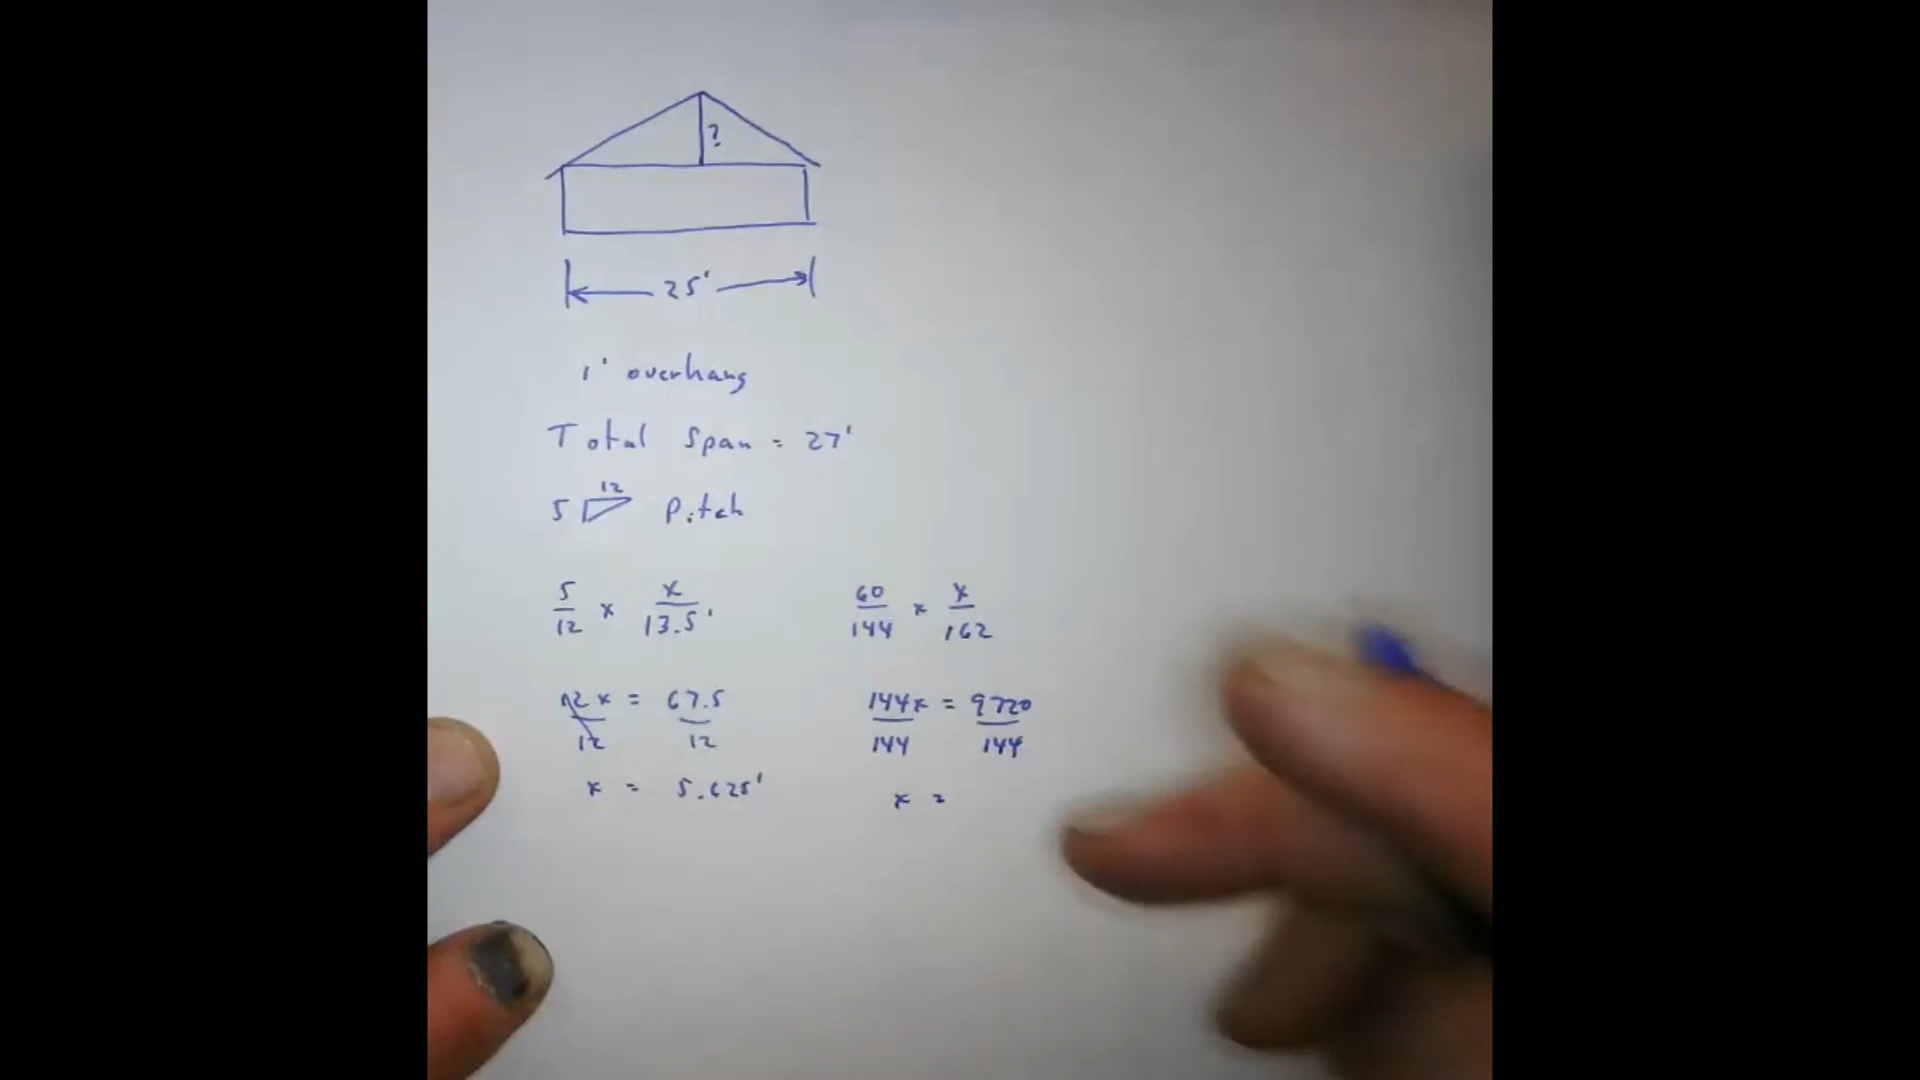 ?
25'
1' overhang
Total Span = 27'
5 12 Pitch
5/12 x x/13.5'
60/144 x x/162
12x/12 = 67.5/12
144x/144 = 9720/144
x = 5.625'
x =